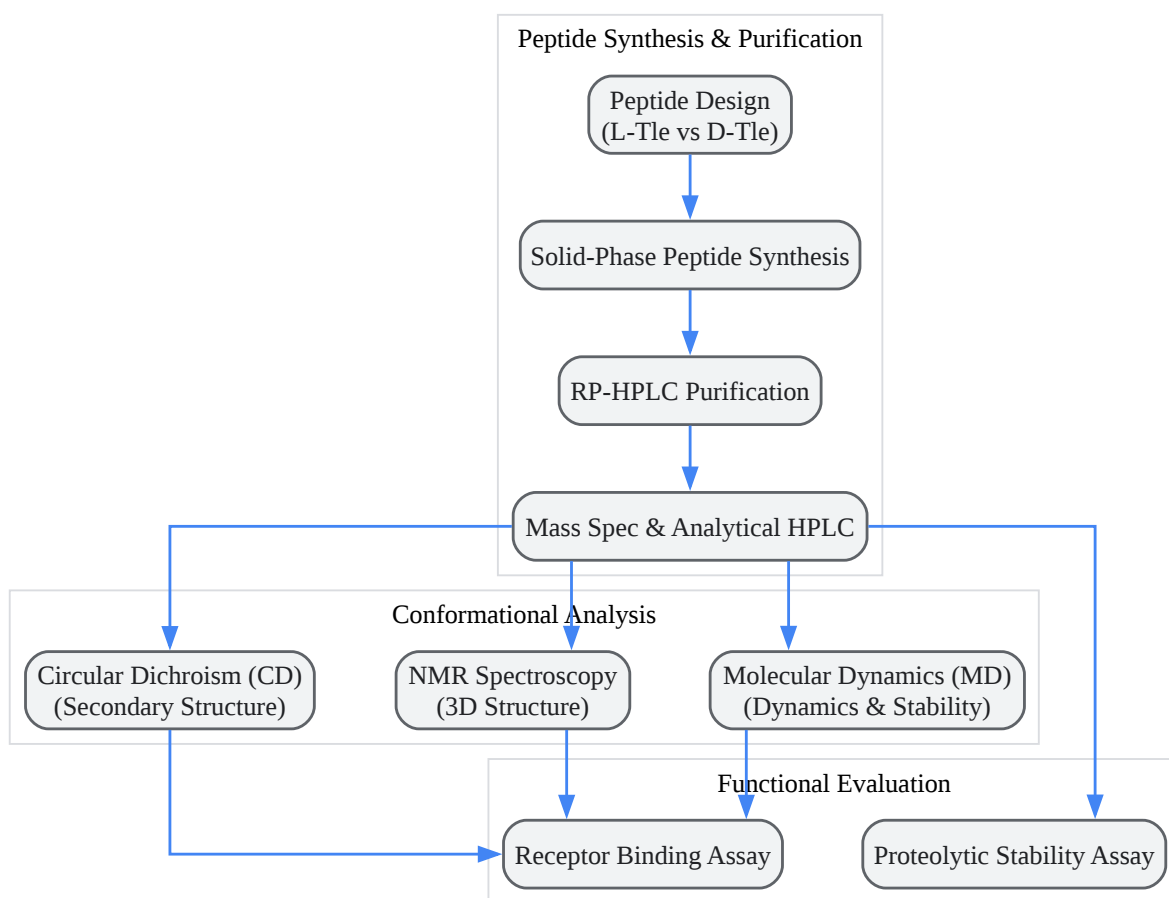 Peptide Synthesis & Purification
Peptide Design
(L-Tle vs D-Tle)
Solid-Phase Peptide Synthesis
RP-HPLC Purification
Mass Spec & Analytical HPLC
Conformational Analysis
Circular Dichroism (CD)
(Secondary Structure)
NMR Spectroscopy
(3D Structure)
Molecular Dynamics (MD)
(Dynamics & Stability)
Functional Evaluation
Receptor Binding Assay
Proteolytic Stability Assay